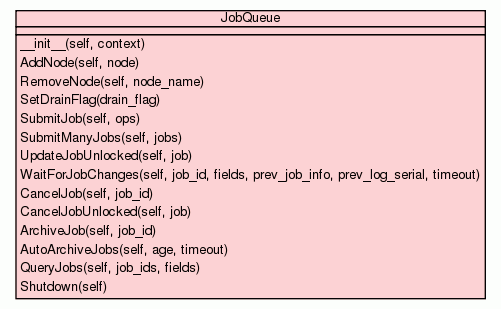 JobQueue
__init__(self, context)
AddNode(self, node)
RemoveNode(self, node_name)
SetDrainFlag(drain_flag)
SubmitJob(self, ops)
SubmitManyJobs(self, jobs)
UpdateJobUnlocked(self, job)
WaitForJobChanges(self, job_id, fields, prev_job_info, prev_log_serial, timeout)
CancelJob(self, job_id)
CancelJobUnlocked(self, job)
ArchiveJob(self, job_id)
AutoArchiveJobs(self, age, timeout)
QueryJobs(self, job_ids, fields)
Shutdown(self)